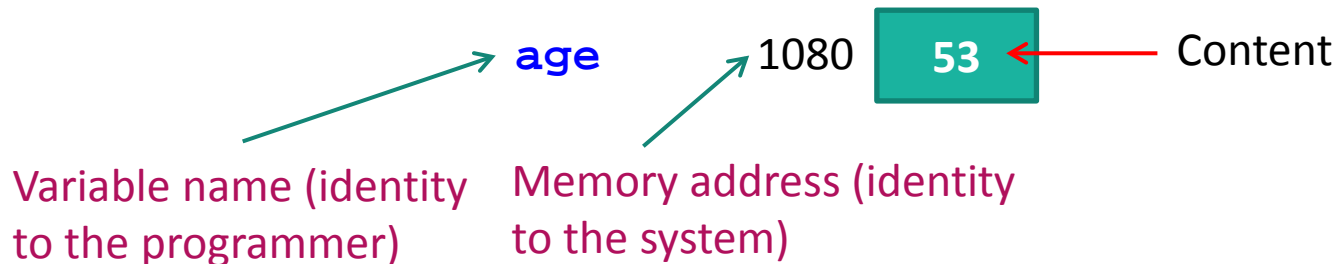 age 1080 53 Content
Variable name (identity
to the programmer)
Memory address (identity
to the system)